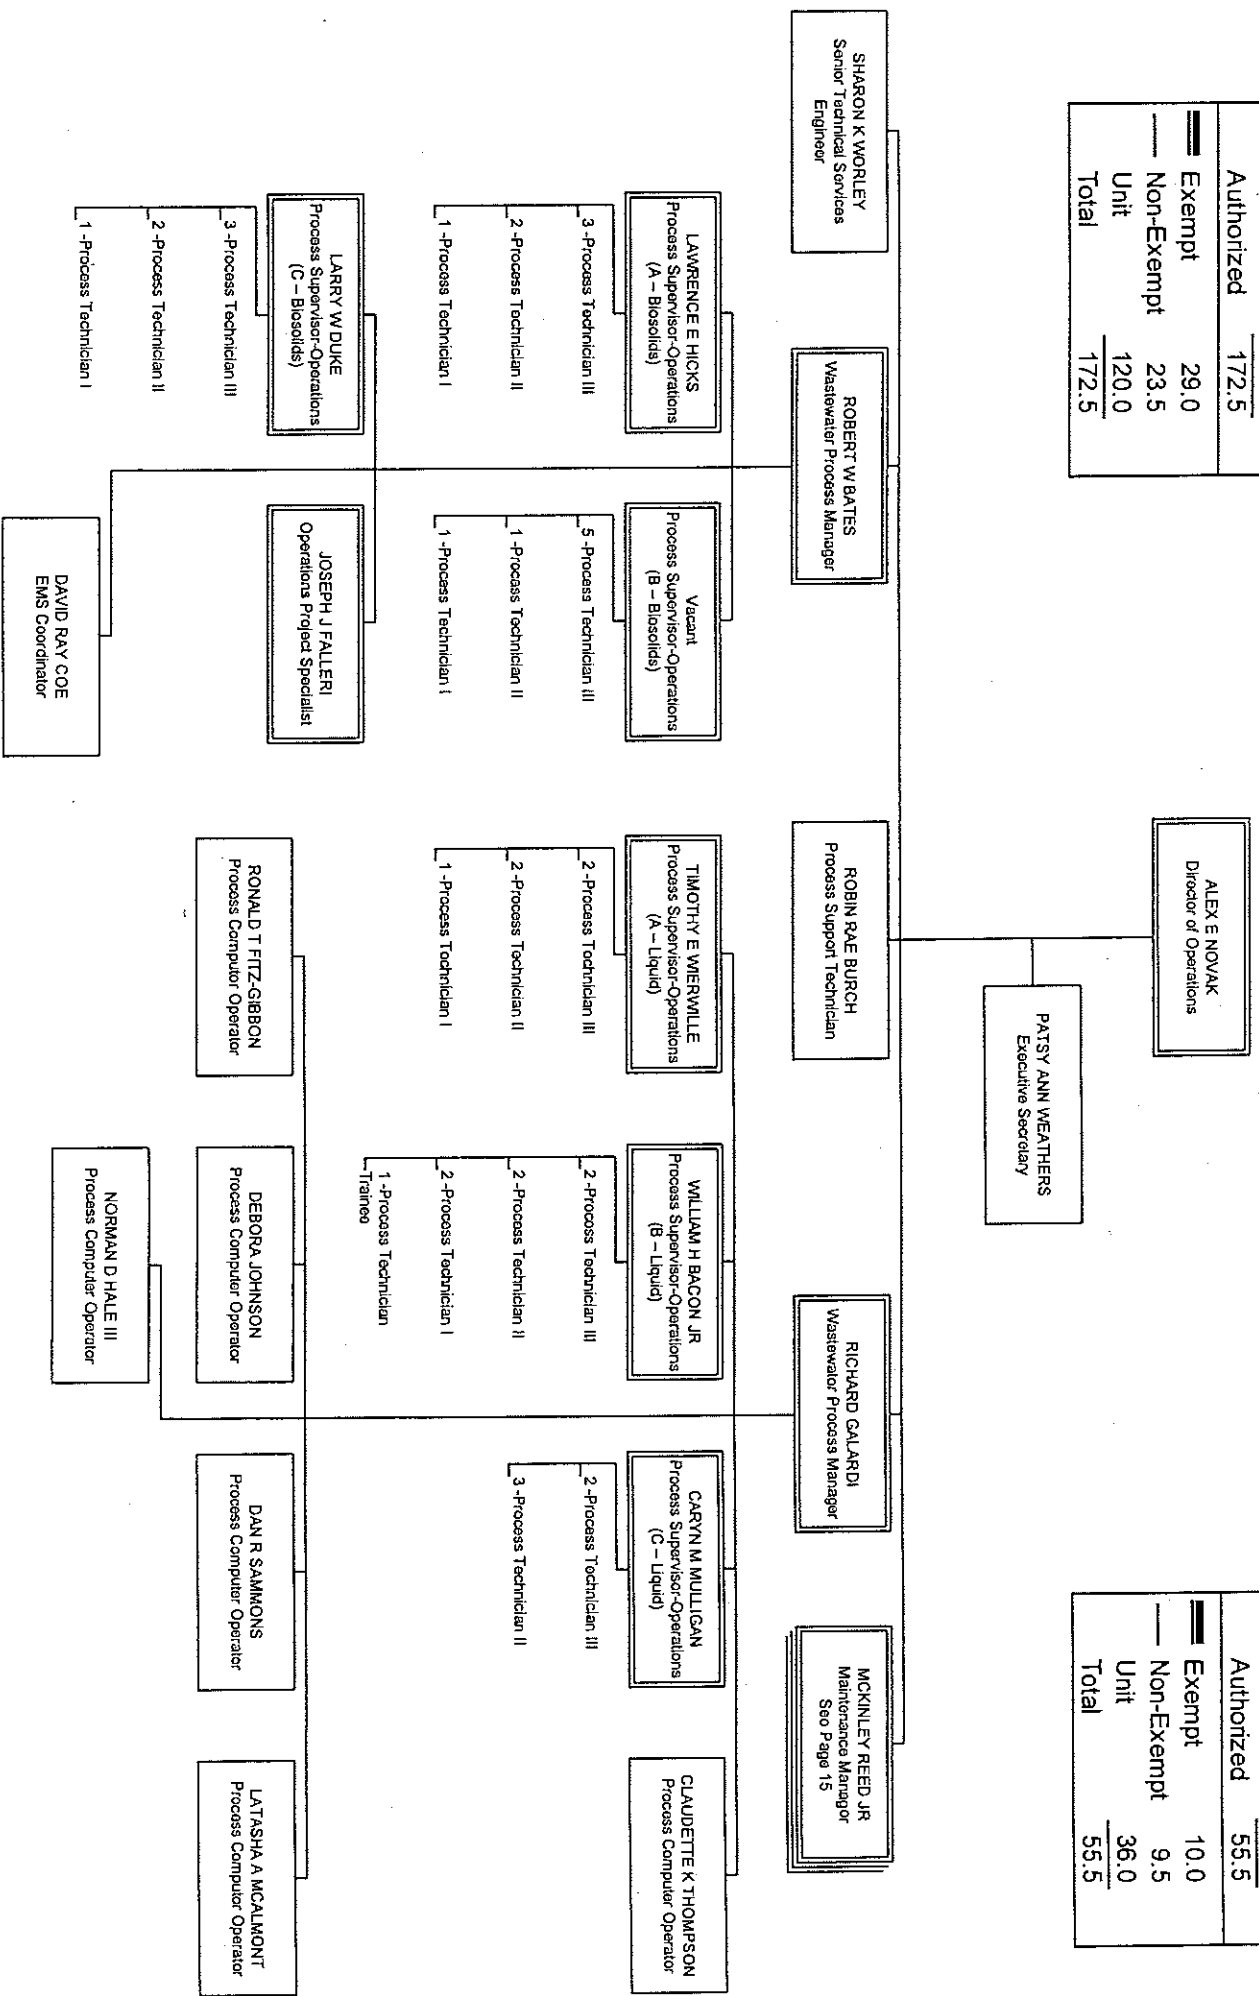 Authorized 172.5
Exempt 29.0
Non-Exempt 23.5
Unit 120.0
Total 172.5
ALEX E NOVAK
Director of Operations
Authorized 55.5
Exempt 10.0
Non-Exempt 9.5
Unit 36.0
Total 55.5
PATSY ANN WEATHERS
Executive Secretary
SHARON K WORLEY
Senior Technical Services
Engineer
ROBERT W BATES
Wastewater Process Manager
ROBIN RAE BURCH
Process Support Technician
RICHARD GALARDI
Wastewater Process Manager
MCKINLEY REED JR
Maintenance Manager
See Page 15
LAWRENCE E HICKS
Process Supervisor-Operations
(A – Biosolids)
3 -Process Technician III
2 -Process Technician II
1 -Process Technician I
Vacant
Process Supervisor-Operations
(B – Biosolids)
5 -Process Technician III
1 -Process Technician II
1 -Process Technician I
TIMOTHY E WIERWILLE
Process Supervisor-Operations
(A – Liquid)
2 -Process Technician III
2 -Process Technician II
1 -Process Technician I
WILLIAM H BACON JR
Process Supervisor-Operations
(B – Liquid)
2 -Process Technician III
2 -Process Technician II
2 -Process Technician I
1 -Process Technician
Trainee
CARYN M MULLIGAN
Process Supervisor-Operations
(C – Liquid)
2 -Process Technician III
3 -Process Technician II
CLAUDETTE K THOMPSON
Process Computer Operator
LARRY W DUKE
Process Supervisor-Operations
(C – Biosolids)
3 -Process Technician III
2 -Process Technician II
1 -Process Technician I
JOSEPH J FALLERI
Operations Project Specialist
RONALD T FITZ-GIBBON
Process Computer Operator
DEBORA JOHNSON
Process Computer Operator
DAN R SAMMONS
Process Computer Operator
LATASHA A MCALMONT
Process Computer Operator
DAVID RAY COE
EMS Coordinator
NORMAN D HALE III
Process Computer Operator